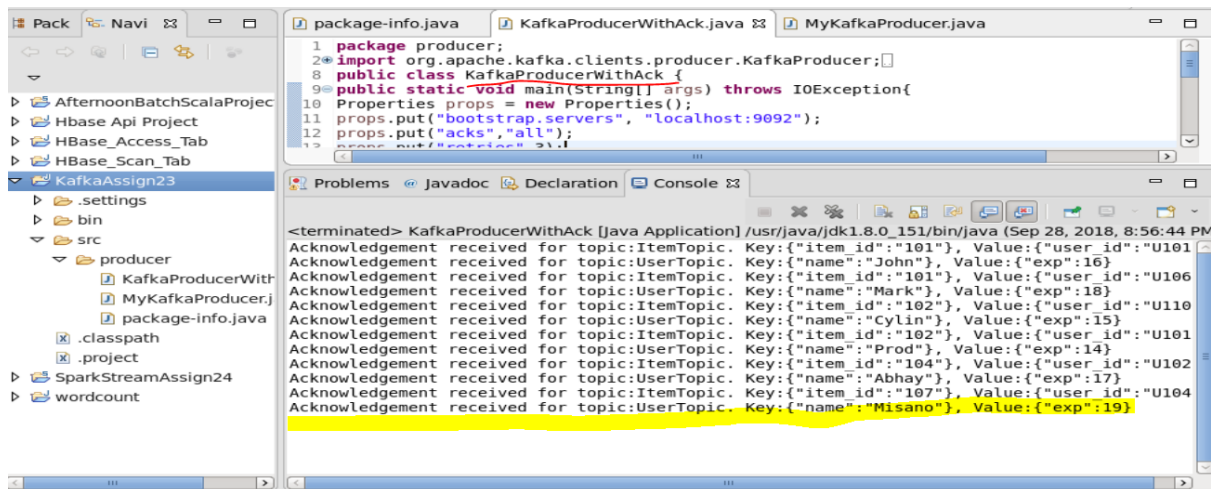 Pack
Navi
AfternoonBatchScalaProjec
Hbase Api Project
HBase_Access_Tab
HBase_Scan_Tab
KafkaAssign23
.settings
bin
src
producer
KafkaProducerWith
MyKafkaProducer.j
package-info.java
.classpath
.project
SparkStreamAssign24
wordcount
package-info.java
KafkaProducerWithAck.java
MyKafkaProducer.java
1 package producer;
2 import org.apache.kafka.clients.producer.KafkaProducer;
8 public class KafkaProducerWithAck {
9 public static void main(String[] args) throws IOException{
10 Properties props = new Properties();
11 props.put("bootstrap.servers", "localhost:9092");
12 props.put("acks","all");
13 props.put("retries",3);
Problems
Javadoc
Declaration
Console
<terminated> KafkaProducerWithAck [Java Application] /usr/java/jdk1.8.0_151/bin/java (Sep 28, 2018, 8:56:44 PM
Acknowledgement received for topic:ItemTopic. Key:{"item_id":"101"}, Value:{"user_id":"U101
Acknowledgement received for topic:UserTopic. Key:{"name":"John"}, Value:{"exp":16}
Acknowledgement received for topic:ItemTopic. Key:{"item_id":"101"}, Value:{"user_id":"U106
Acknowledgement received for topic:UserTopic. Key:{"name":"Mark"}, Value:{"exp":18}
Acknowledgement received for topic:ItemTopic. Key:{"item_id":"102"}, Value:{"user_id":"U110
Acknowledgement received for topic:UserTopic. Key:{"name":"Cylin"}, Value:{"exp":15}
Acknowledgement received for topic:ItemTopic. Key:{"item_id":"102"}, Value:{"user_id":"U101
Acknowledgement received for topic:UserTopic. Key:{"name":"Prod"}, Value:{"exp":14}
Acknowledgement received for topic:ItemTopic. Key:{"item_id":"104"}, Value:{"user_id":"U102
Acknowledgement received for topic:UserTopic. Key:{"name":"Abhay"}, Value:{"exp":17}
Acknowledgement received for topic:ItemTopic. Key:{"item_id":"107"}, Value:{"user_id":"U104
Acknowledgement received for topic:UserTopic. Key:{"name":"Misano"}, Value:{"exp":19}